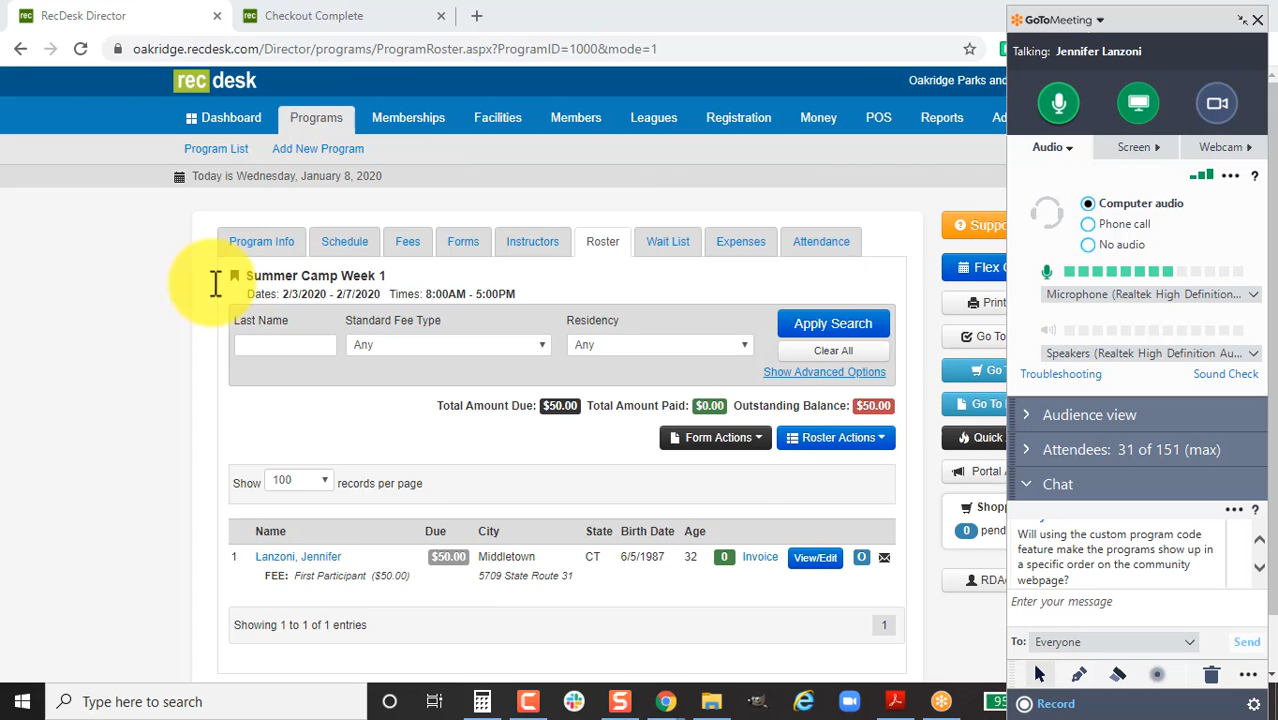 RecDesk Director
Checkout Complete
oakridge.recdesk.com/Director/programs/ProgramRoster.aspx?ProgramID=1000&mode=1
rec desk
Oakridge Parks and
Dashboard Programs Memberships Facilities Members Leagues Registration Money POS Reports
Program List Add New Program
Today is Wednesday, January 8, 2020
Program Info Schedule Fees Forms Instructors Roster Wait List Expenses Attendance
Summer Camp Week 1
Dates: 2/3/2020 - 2/7/2020 Times: 8:00AM - 5:00PM
Last Name Standard Fee Type Residency
Any Any
Apply Search
Clear All
Show Advanced Options
Total Amount Due: $50.00 Total Amount Paid: $0.00 Outstanding Balance: $50.00
Form Actions Roster Actions
Show 100 records per page
Name Due City State Birth Date Age
1 Lanzoni, Jennifer $50.00 Middletown CT 6/5/1987 32 0 Invoice View/Edit O
FEE: First Participant ($50.00) 5709 State Route 31
Showing 1 to 1 of 1 entries 1
Flex
Go To
Go To
Quick
Portal
0 pend
GoToMeeting
Talking: Jennifer Lanzoni
Audio Screen Webcam
Computer audio
Phone call
No audio
Microphone (Realtek High Definition...
Speakers (Realtek High Definition Au...
Troubleshooting Sound Check
Audience view
Attendees: 31 of 151 (max)
Chat
Will using the custom program code
feature make the programs show up in
a specific order on the community
webpage?
Enter your message
To: Everyone Send
Record
Type here to search